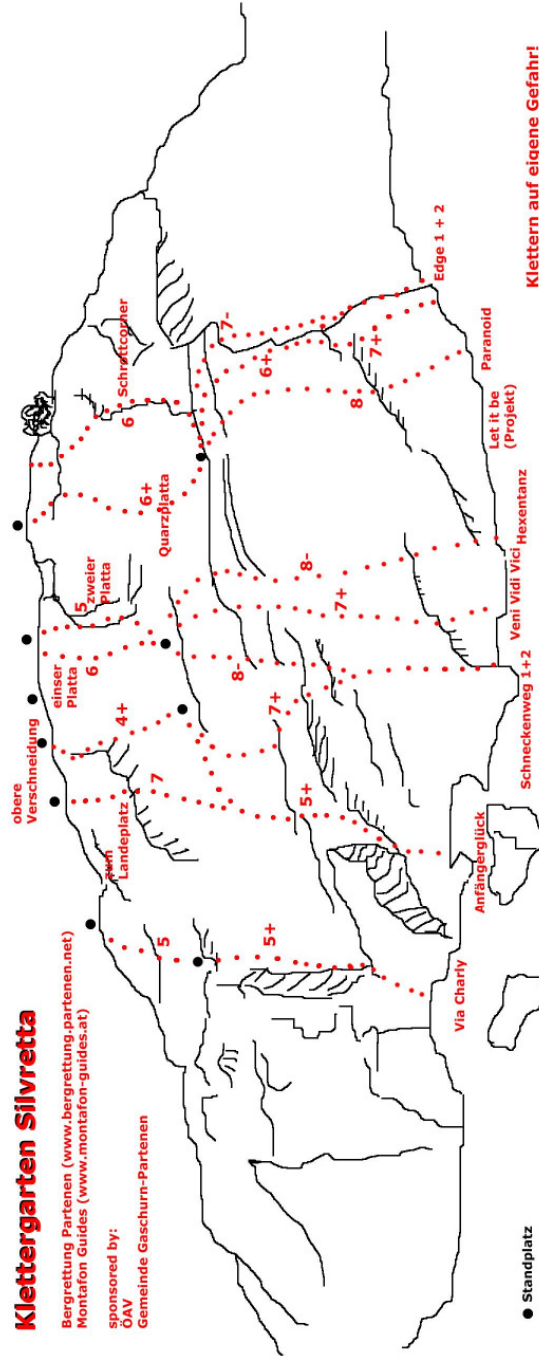 Klettergarten Silvretta
Bergrettung Partenen (www.bergrettung.partenen.net)
Montafon Guides (www.montafon-guides.at)
sponsored by:
ÖAV
Gemeinde Gaschurn-Partenen
obere
Verschneidung
zum
Landeplatz
einser
Platta
5
zweier
Platta
Quarzplatta
Schrottcorner
5
5+
7
4+
6
6+
6
5+
7+
8-
7+
8-
8
6+
7-
7+
Via Charly
Anfängerglück
Schneckenweg 1+2
Veni Vidi Vici
Hexentanz
Let it be
(Projekt)
Paranoid
Edge 1 + 2
● Standplatz
Klettern auf eigene Gefahr!